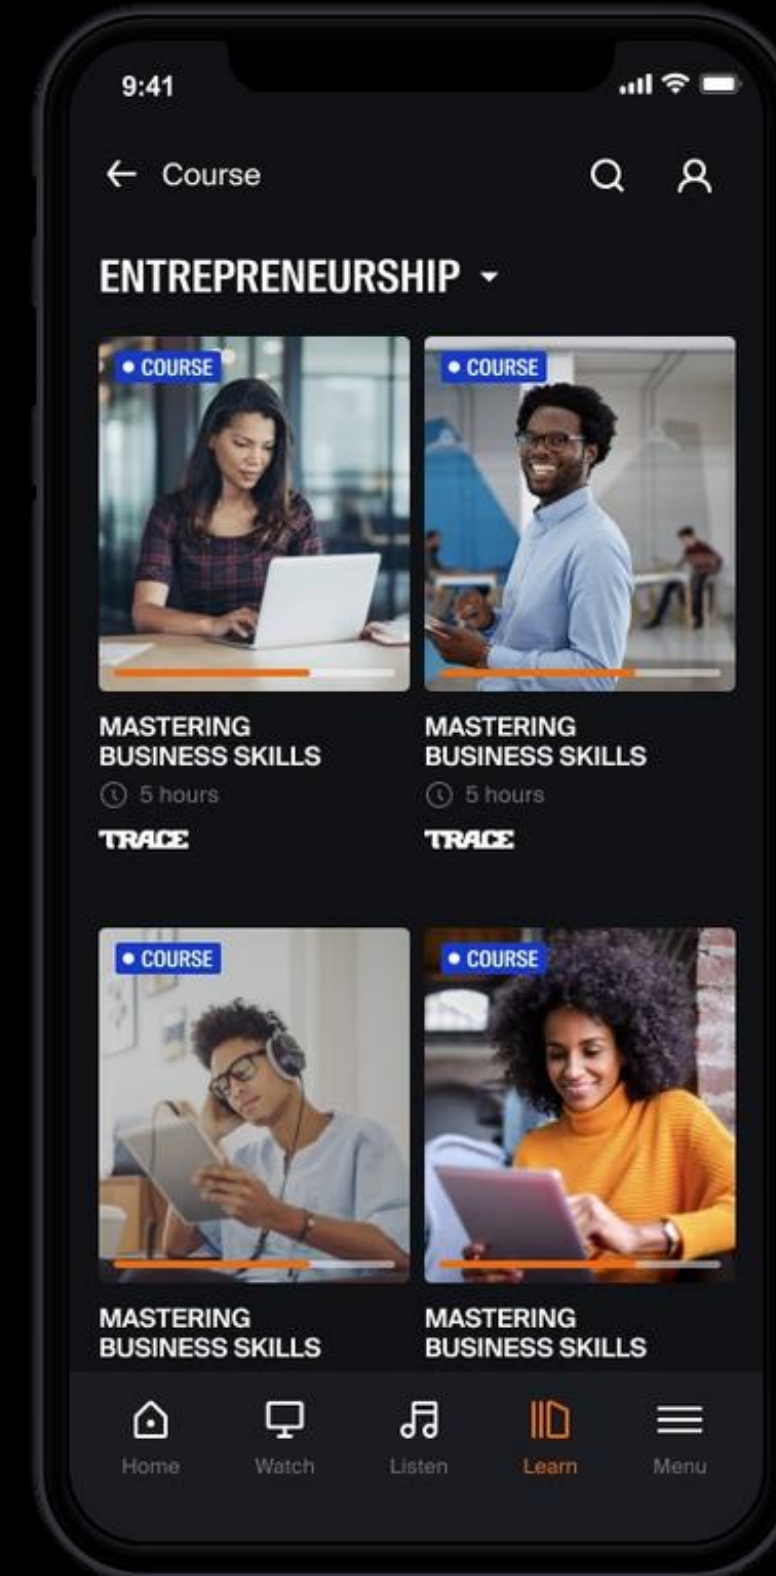 9:41
Course
ENTREPRENEURSHIP
COURSE
COURSE
MASTERING
BUSINESS SKILLS
5 hours
TRACE
MASTERING
BUSINESS SKILLS
5 hours
TRACE
COURSE
COURSE
MASTERING
BUSINESS SKILLS
MASTERING
BUSINESS SKILLS
Home
Watch
Listen
Learn
Menu